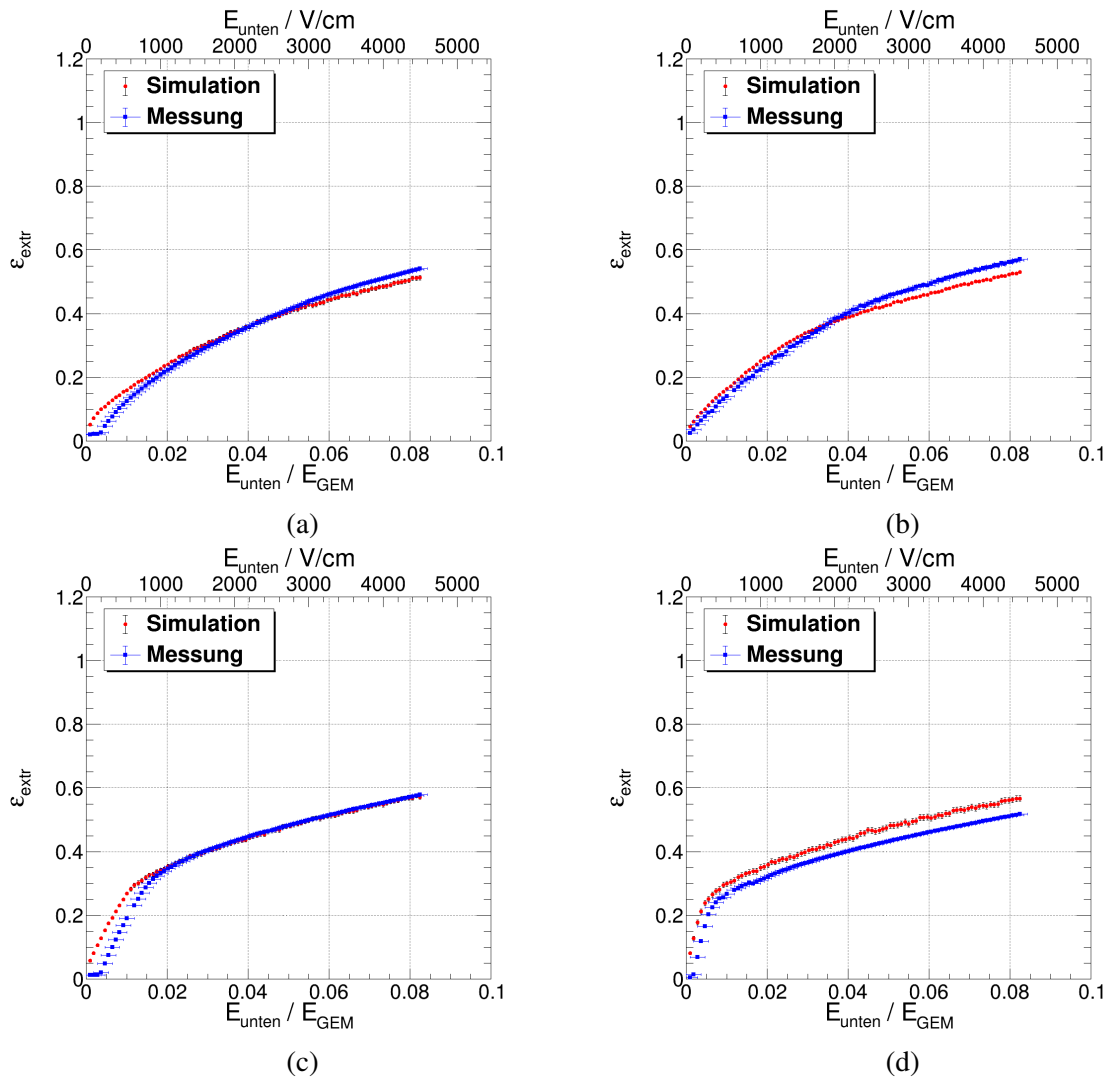 E_unten / V/cm
0 1000 2000 3000 4000 5000
1.2
1
0.8
0.6
0.4
0.2
0
ε_extr
Simulation
Messung
0 0.02 0.04 0.06 0.08 0.1
E_unten / E_GEM
(a)
E_unten / V/cm
0 1000 2000 3000 4000 5000
1.2
1
0.8
0.6
0.4
0.2
0
ε_extr
Simulation
Messung
0 0.02 0.04 0.06 0.08 0.1
E_unten / E_GEM
(b)
E_unten / V/cm
0 1000 2000 3000 4000 5000
1.2
1
0.8
0.6
0.4
0.2
0
ε_extr
Simulation
Messung
0 0.02 0.04 0.06 0.08 0.1
E_unten / E_GEM
(c)
E_unten / V/cm
0 1000 2000 3000 4000 5000
1.2
1
0.8
0.6
0.4
0.2
0
ε_extr
Simulation
Messung
0 0.02 0.04 0.06 0.08 0.1
E_unten / E_GEM
(d)